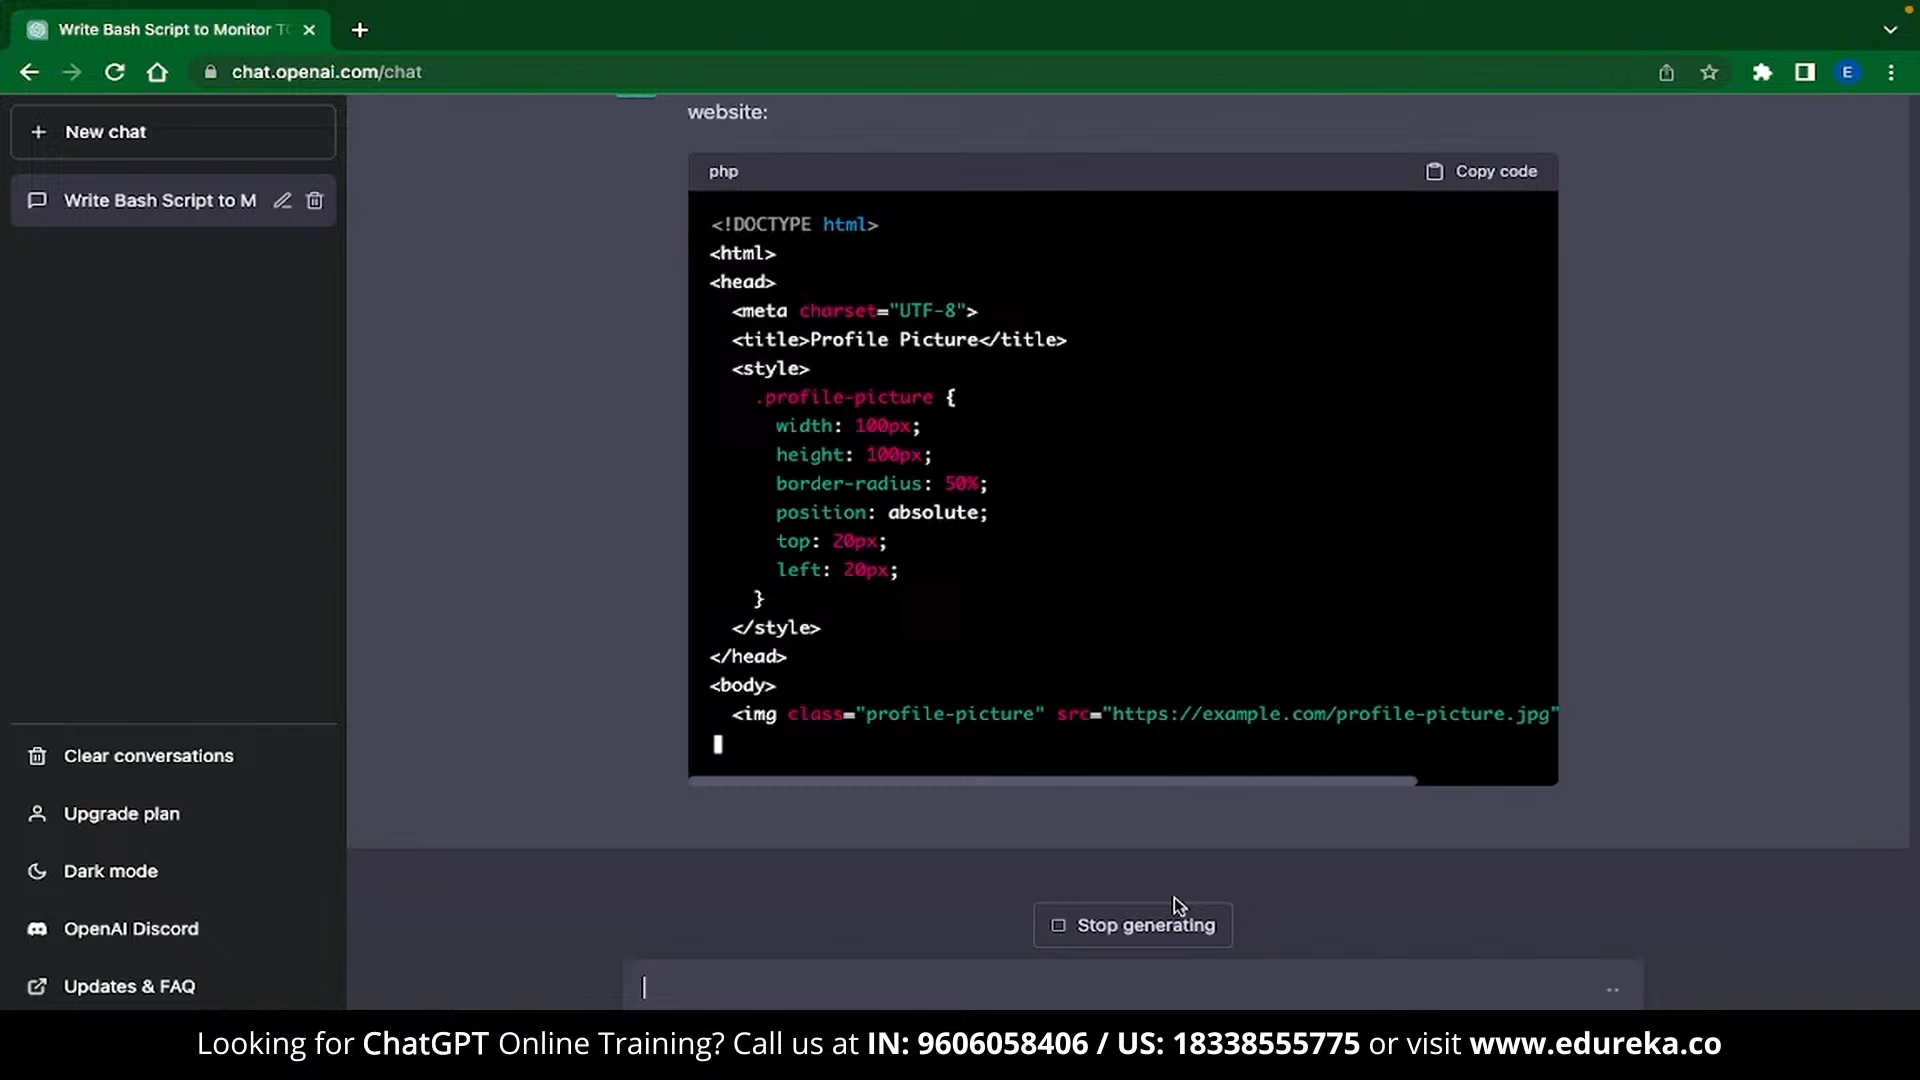 Write Bash Script to Monitor TC
chat.openai.com/chat
E
New chat
Write Bash Script to M
website:
php
Copy code
<!DOCTYPE html>
<html>
<head>
<meta charset="UTF-8">
<title>Profile Picture</title>
<style>
.profile-picture {
width: 100px;
height: 100px;
border-radius: 50%;
position: absolute;
top: 20px;
left: 20px;
}
</style>
</head>
<body>
<img class="profile-picture" src="https://example.com/profile-picture.jpg"
Clear conversations
Upgrade plan
Dark mode
OpenAI Discord
Updates & FAQ
Stop generating
Looking for ChatGPT Online Training? Call us at IN: 9606058406 / US: 18338555775 or visit www.edureka.co